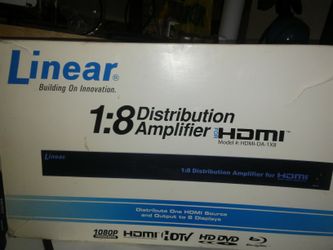 Linear®
Building On Innovation.
1:8 Distribution Amplifier FOR HDMI™
Model #: HDMI-DA-1X8
Linear
1:8 Distribution Amplifier for HDMI
Distribute One HDMI Source
and Output to 8 Displays
1080P HDMI HDTV HD DVD